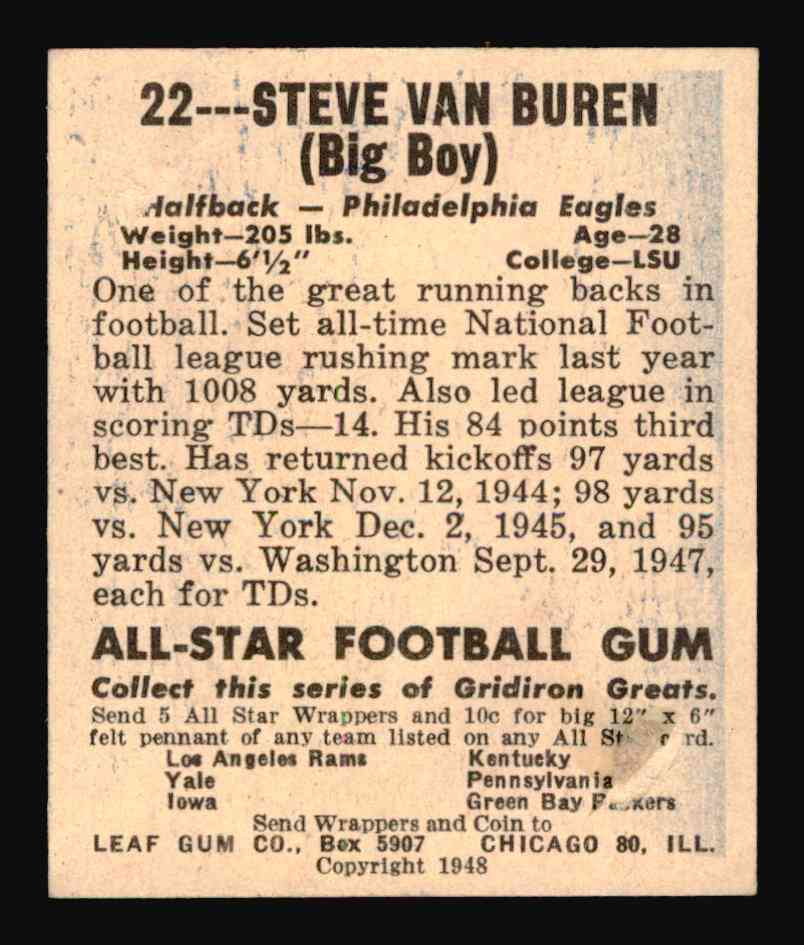 22---STEVE VAN BUREN
(Big Boy)
Halfback — Philadelphia Eagles
Weight—205 lbs. Age—28
Height—6'½" College—LSU
One of the great running backs in
football. Set all-time National Foot-
ball league rushing mark last year
with 1008 yards. Also led league in
scoring TDs—14. His 84 points third
best. Has returned kickoffs 97 yards
vs. New York Nov. 12, 1944; 98 yards
vs. New York Dec. 2, 1945, and 95
yards vs. Washington Sept. 29, 1947,
each for TDs.
ALL-STAR FOOTBALL GUM
Collect this series of Gridiron Greats.
Send 5 All Star Wrappers and 10c for big 12" x 6"
felt pennant of any team listed on any All Star card.
Los Angeles Rams Kentucky
Yale Pennsylvania
Iowa Green Bay Packers
Send Wrappers and Coin to
LEAF GUM CO., Box 5907 CHICAGO 80, ILL.
Copyright 1948